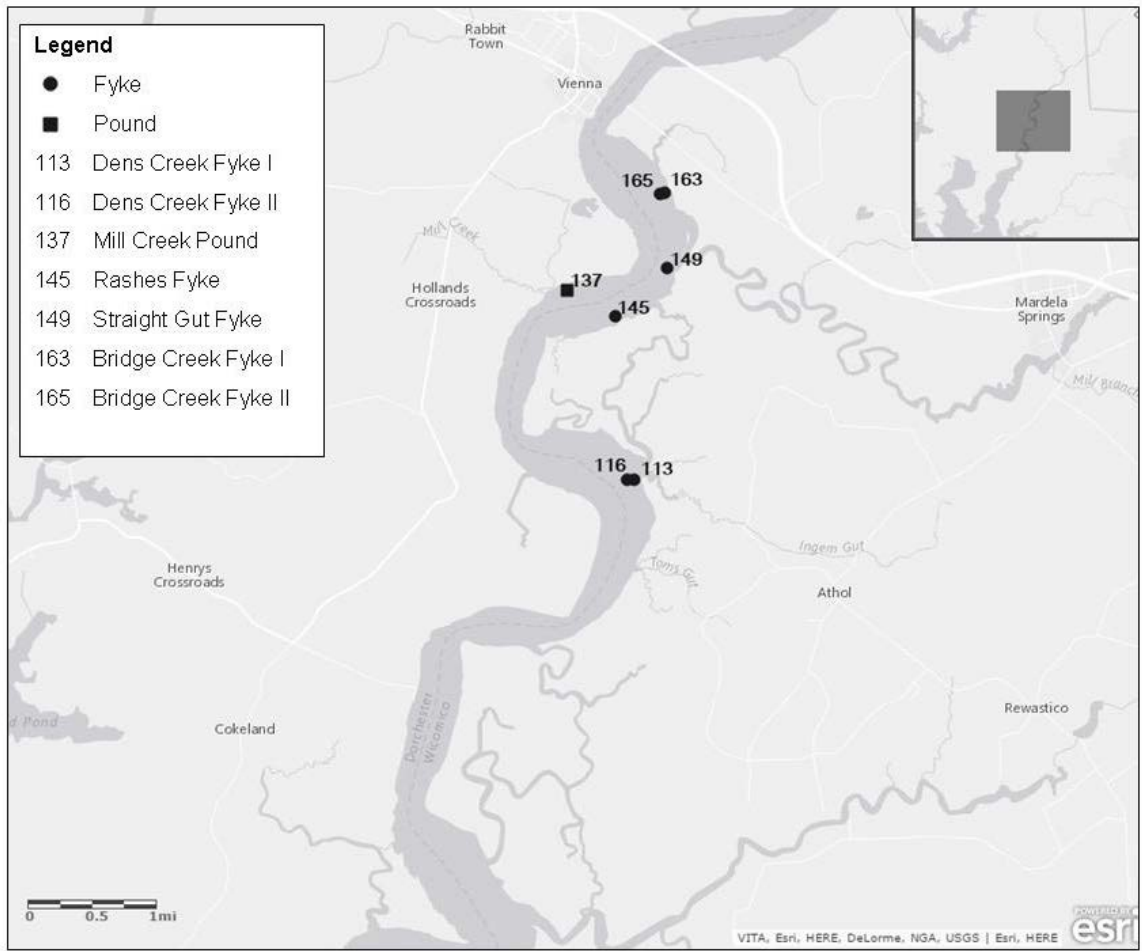 Legend
Fyke
Pound
113 Dens Creek Fyke I
116 Dens Creek Fyke II
137 Mill Creek Pound
145 Rashes Fyke
149 Straight Gut Fyke
163 Bridge Creek Fyke I
165 Bridge Creek Fyke II
Rabbit
Town
Vienna
165 163
Mill Creek
149
137
Hollands
Crossroads
145
Mardela
Springs
Mill Branch
116 113
Ingem Gut
Henrys
Crossroads
Toms Gut
Athol
d Pond
Cokeland
Dorchester
Wicomico
Rewastico
0 0.5 1mi
VITA, Esri, HERE, DeLorme, NGA, USGS | Esri, HERE
POWERED BY
esri